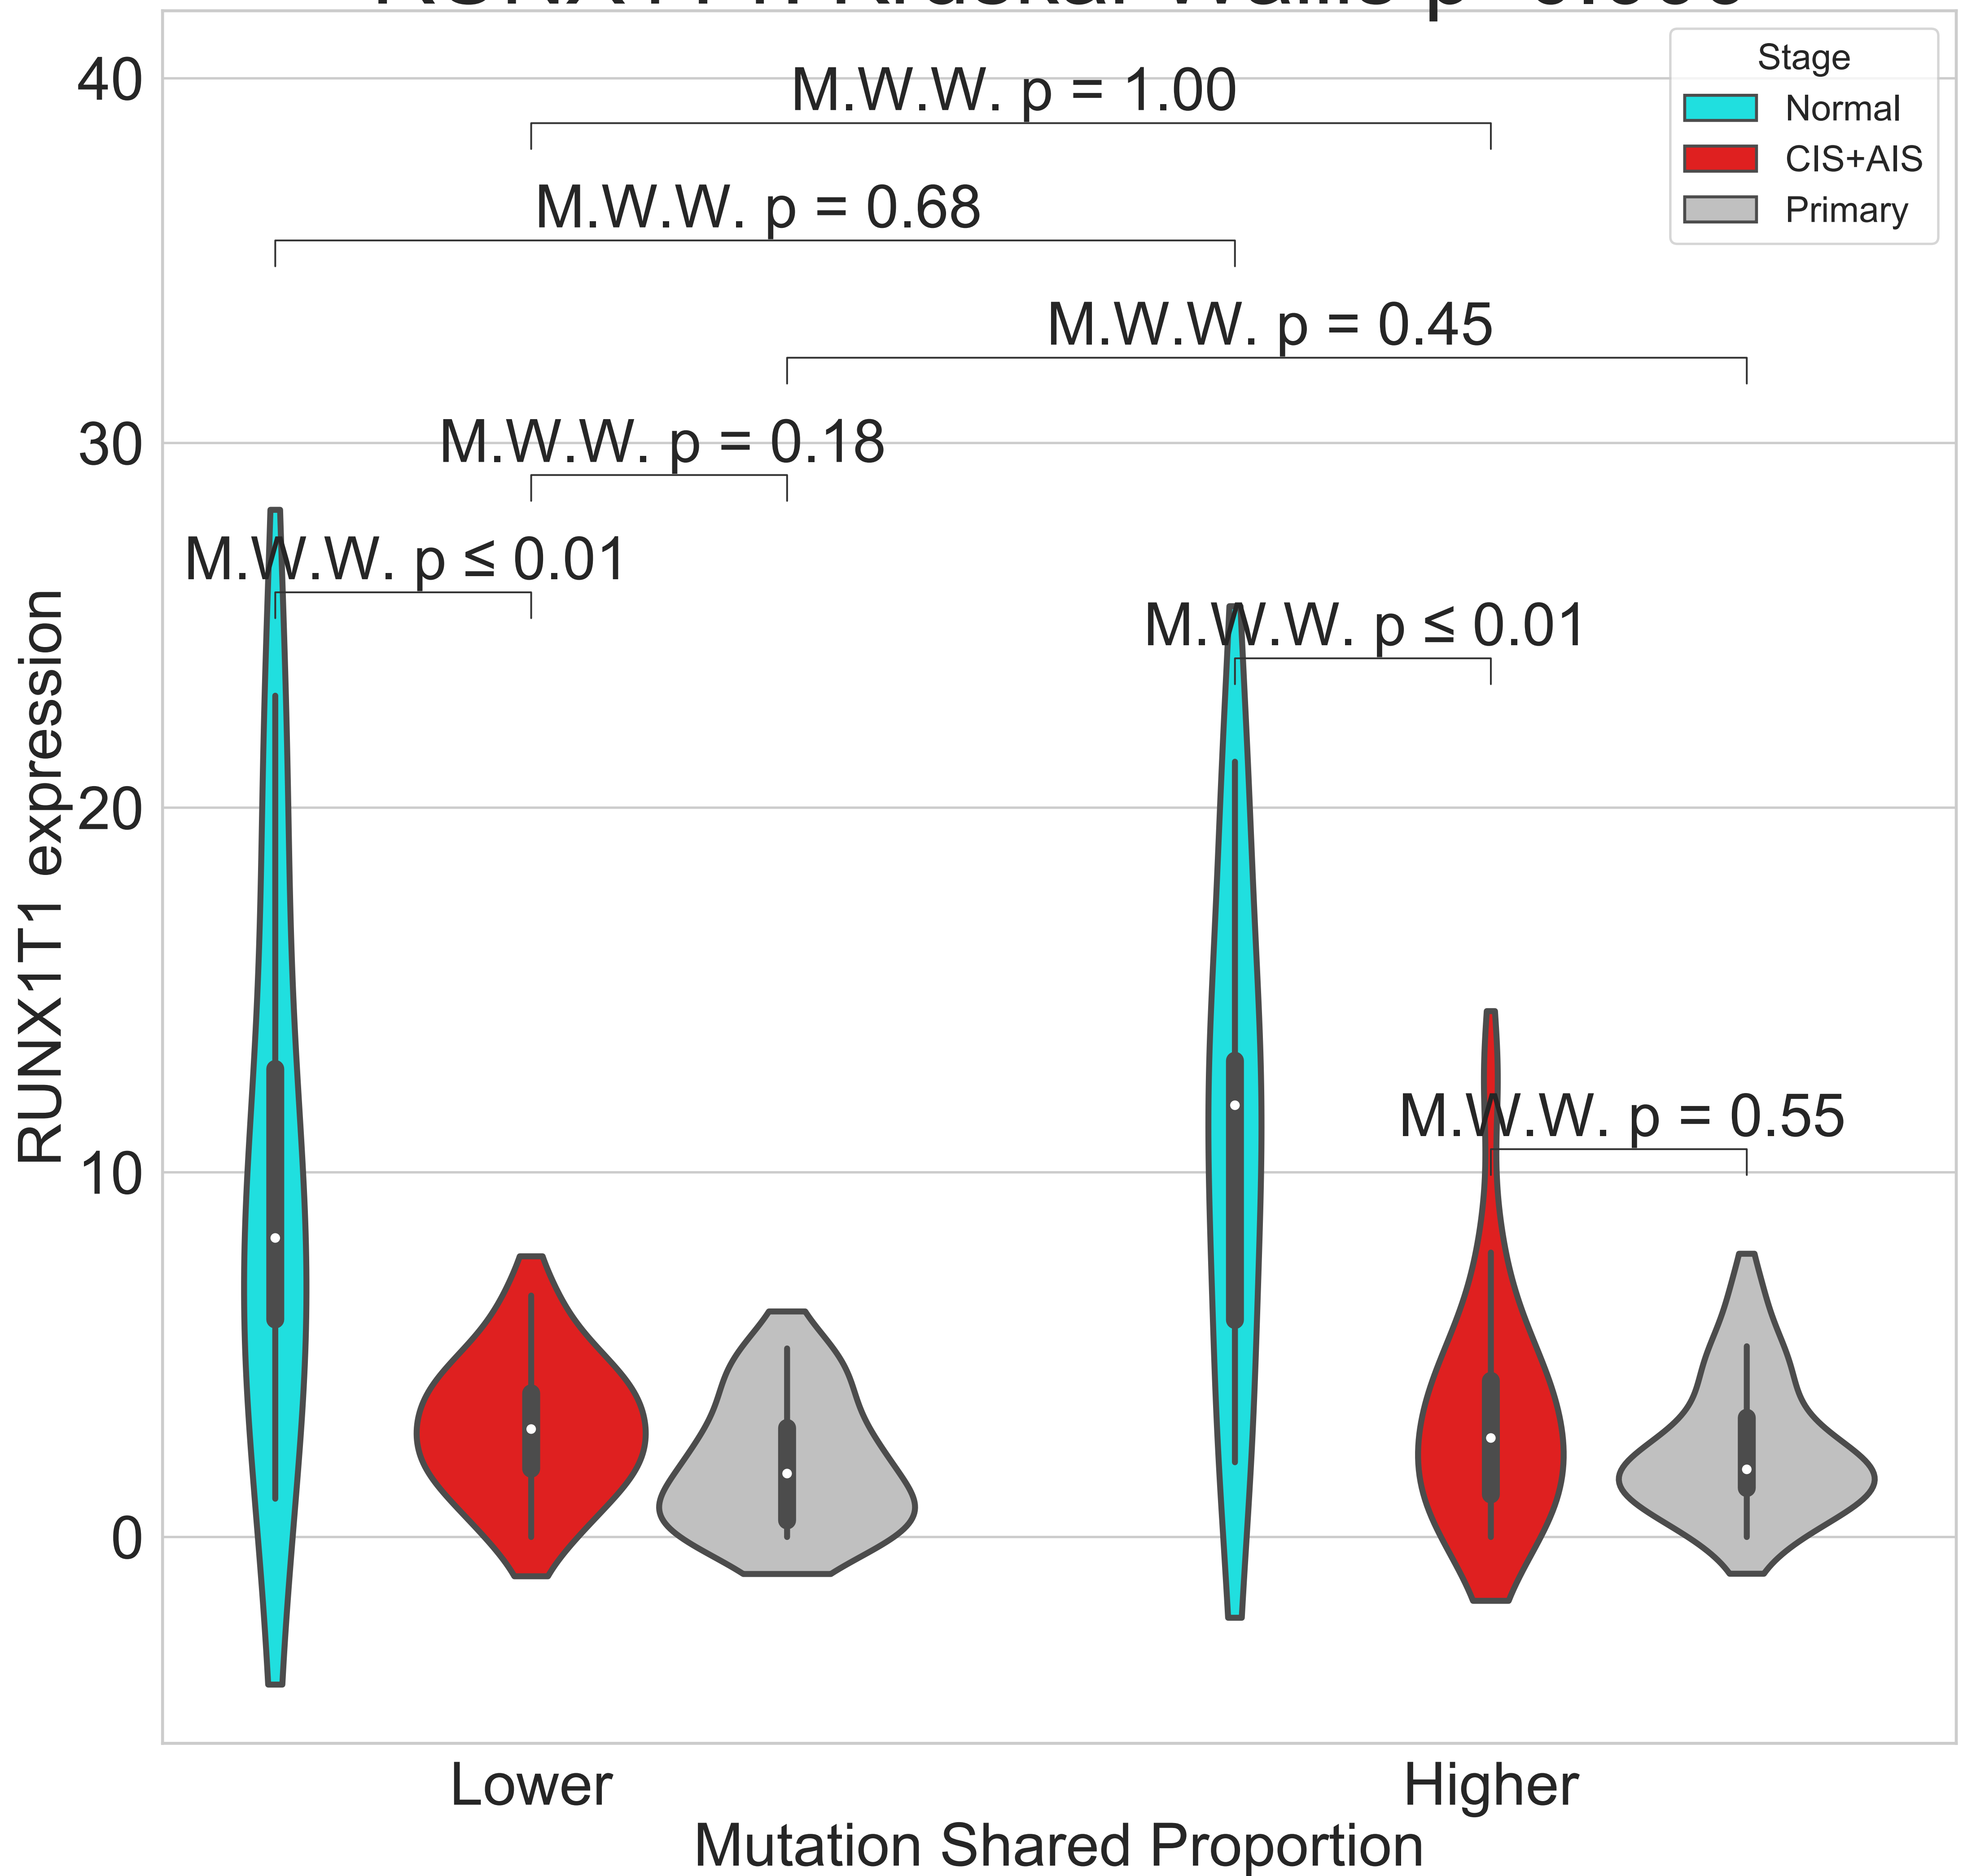 40
30
20
10
0
RUNX1T1 expression
M.W.W. p = 1.00
M.W.W. p = 0.68
M.W.W. p = 0.45
M.W.W. p = 0.18
M.W.W. p ≤ 0.01
M.W.W. p ≤ 0.01
M.W.W. p = 0.55
Stage
Normal
CIS+AIS
Primary
Lower
Higher
Mutation Shared Proportion